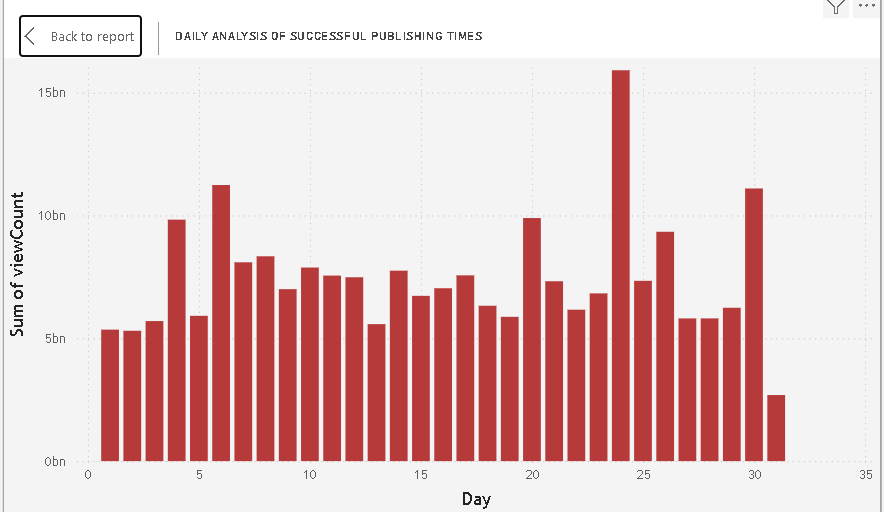 Back to report
DAILY ANALYSIS OF SUCCESSFUL PUBLISHING TIMES
Sum of viewCount
15bn
10bn
5bn
0bn
0 5 10 15 20 25 30 35
Day